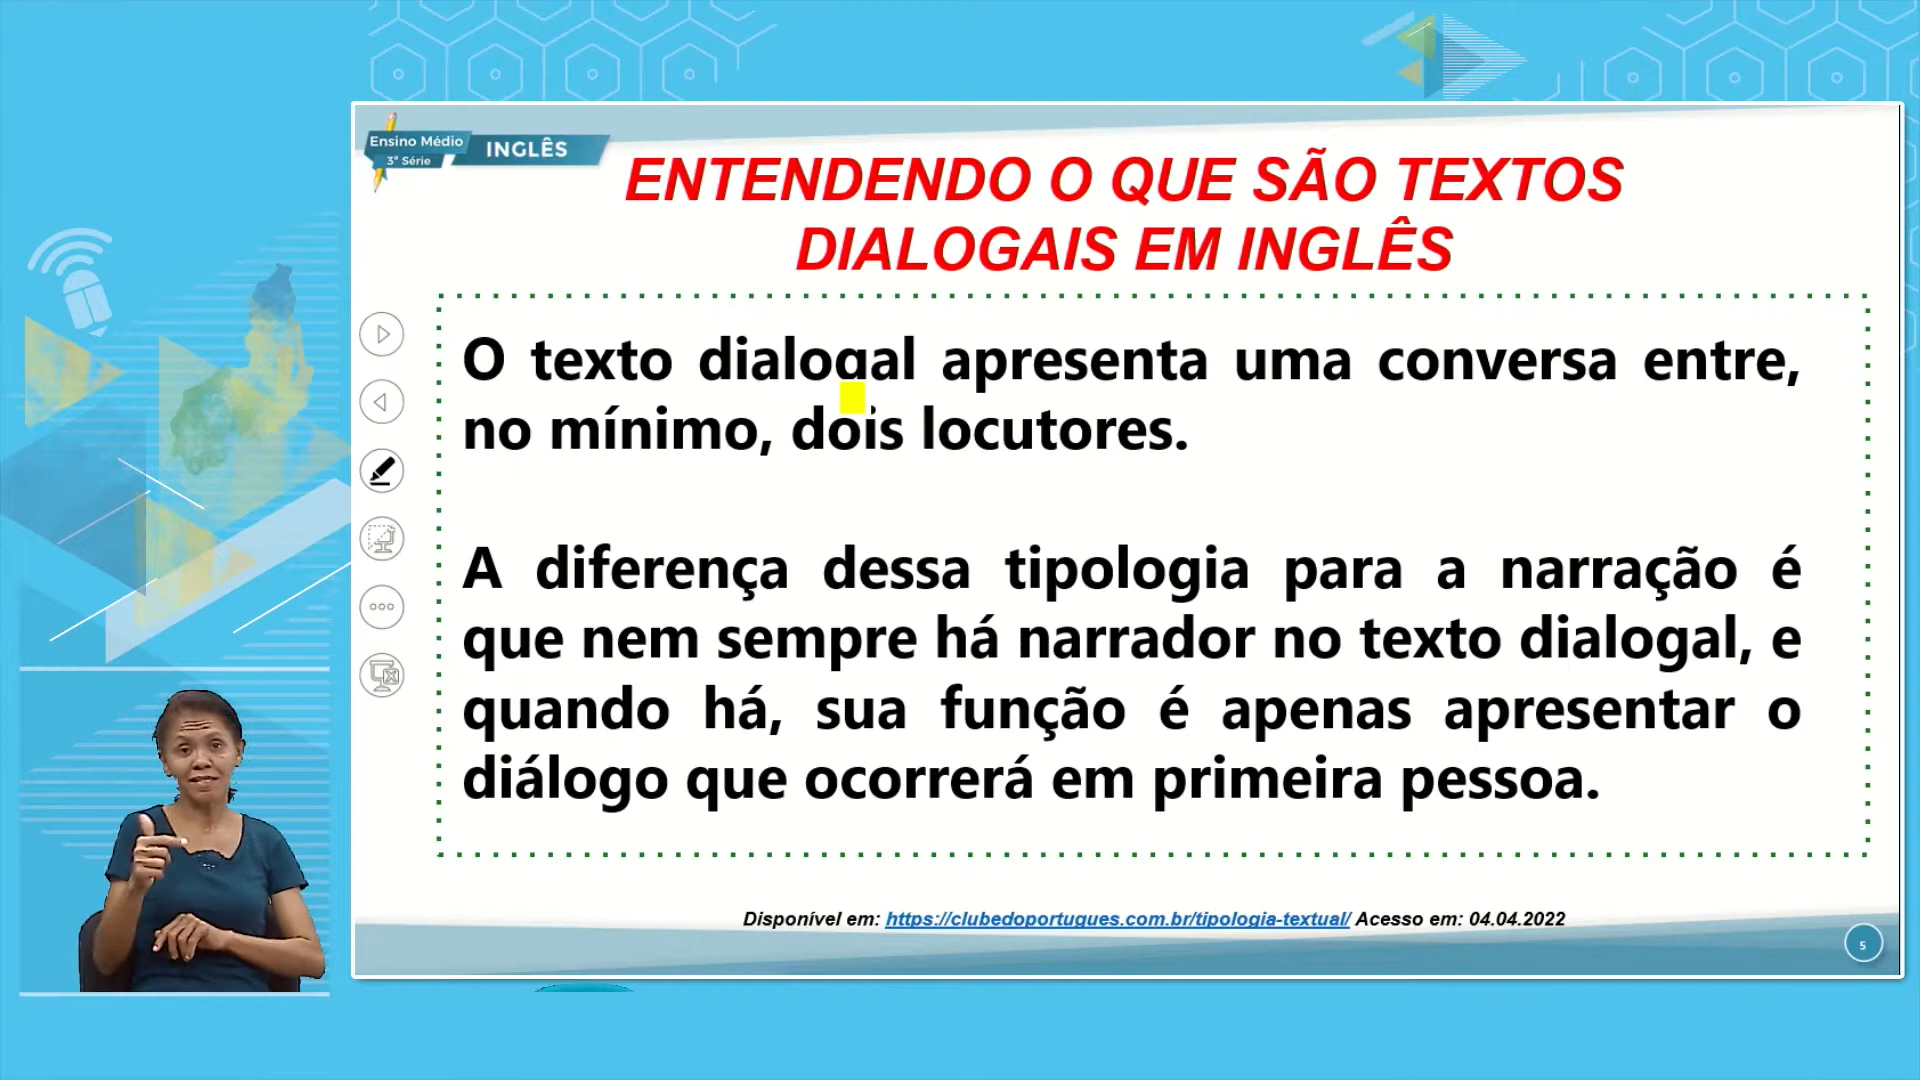 Ensino Médio
3ª Série
INGLÊS
ENTENDENDO O QUE SÃO TEXTOS
DIALOGAIS EM INGLÊS
O texto dialogal apresenta uma conversa entre,
no mínimo, dois locutores.
A diferença dessa tipologia para a narração é
que nem sempre há narrador no texto dialogal, e
quando há, sua função é apenas apresentar o
diálogo que ocorrerá em primeira pessoa.
Disponível em: https://clubedoportugues.com.br/tipologia-textual/ Acesso em: 04.04.2022
5